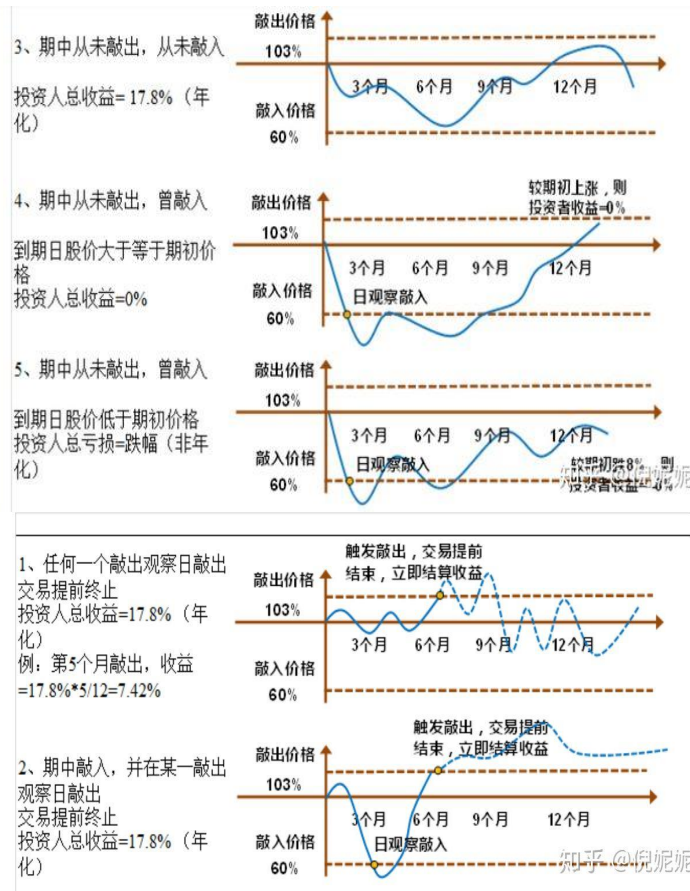 3、期中从未敲出，从未敲入
投资人总收益= 17.8% （年
化）
敲出价格
103%
3个月 6个月 9个月 12个月
敲入价格
60%
4、期中从未敲出，曾敲入
到期日股价大于等于期初价
格
投资人总收益=0%
敲出价格
103%
较期初上涨，则
投资者收益=0%
3个月 6个月 9个月 12个月
敲入价格
60%
日观察敲入
5、期中从未敲出，曾敲入
到期日股价低于期初价格
投资人总亏损=跌幅（非年
化）
敲出价格
103%
3个月 6个月 9个月 12个月
敲入价格
60%
日观察敲入
知乎 @倪妮妮
1、任何一个敲出观察日敲出
交易提前终止
投资人总收益=17.8% （年
化）
例：第5个月敲出，收益
=17.8%*5/12=7.42%
敲出价格
103%
触发敲出，交易提前
结束，立即结算收益
3个月 6个月 9个月 12个月
敲入价格
60%
2、期中敲入，并在某一敲出
观察日敲出
交易提前终止
投资人总收益=17.8% （年
化）
敲出价格
103%
触发敲出，交易提前
结束，立即结算收益
3个月 6个月 9个月 12个月
敲入价格
60%
日观察敲入
知乎 @倪妮妮